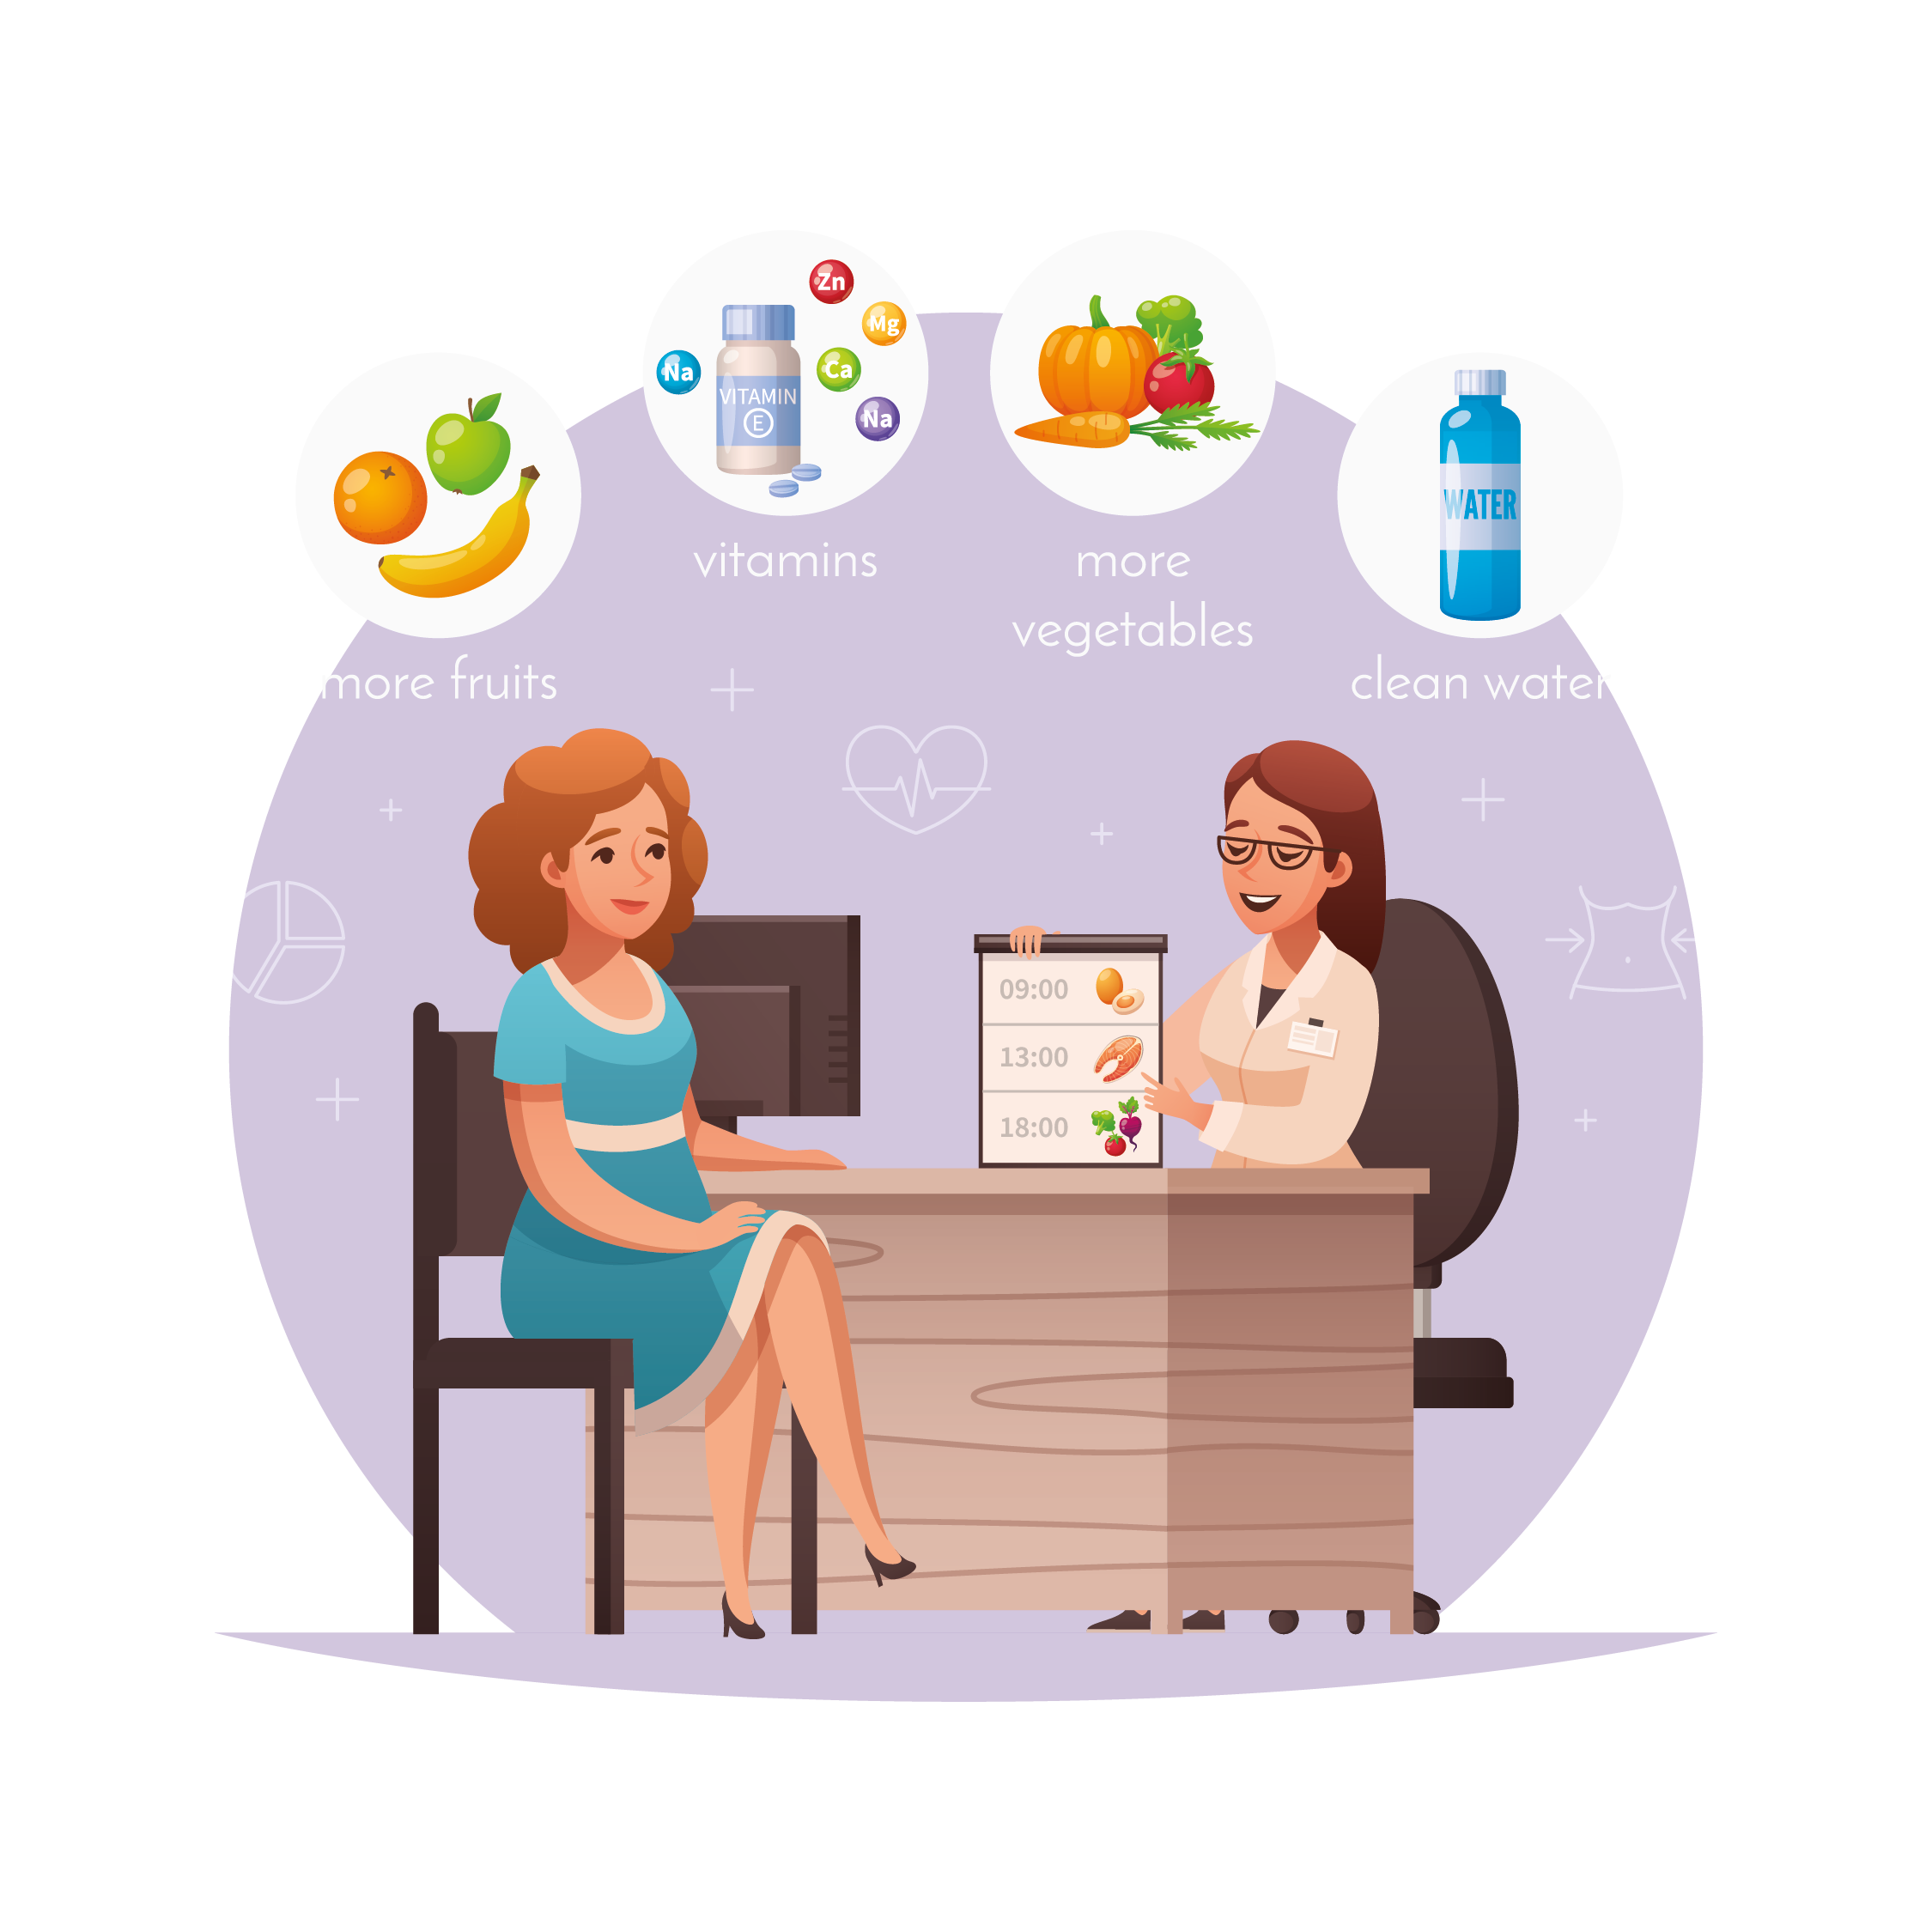 Zn
Mg
Na
Ca
Na
VITAMIN
E
WATER
vitamins
more
vegetables
more fruits
clean water
09:00
13:00
18:00